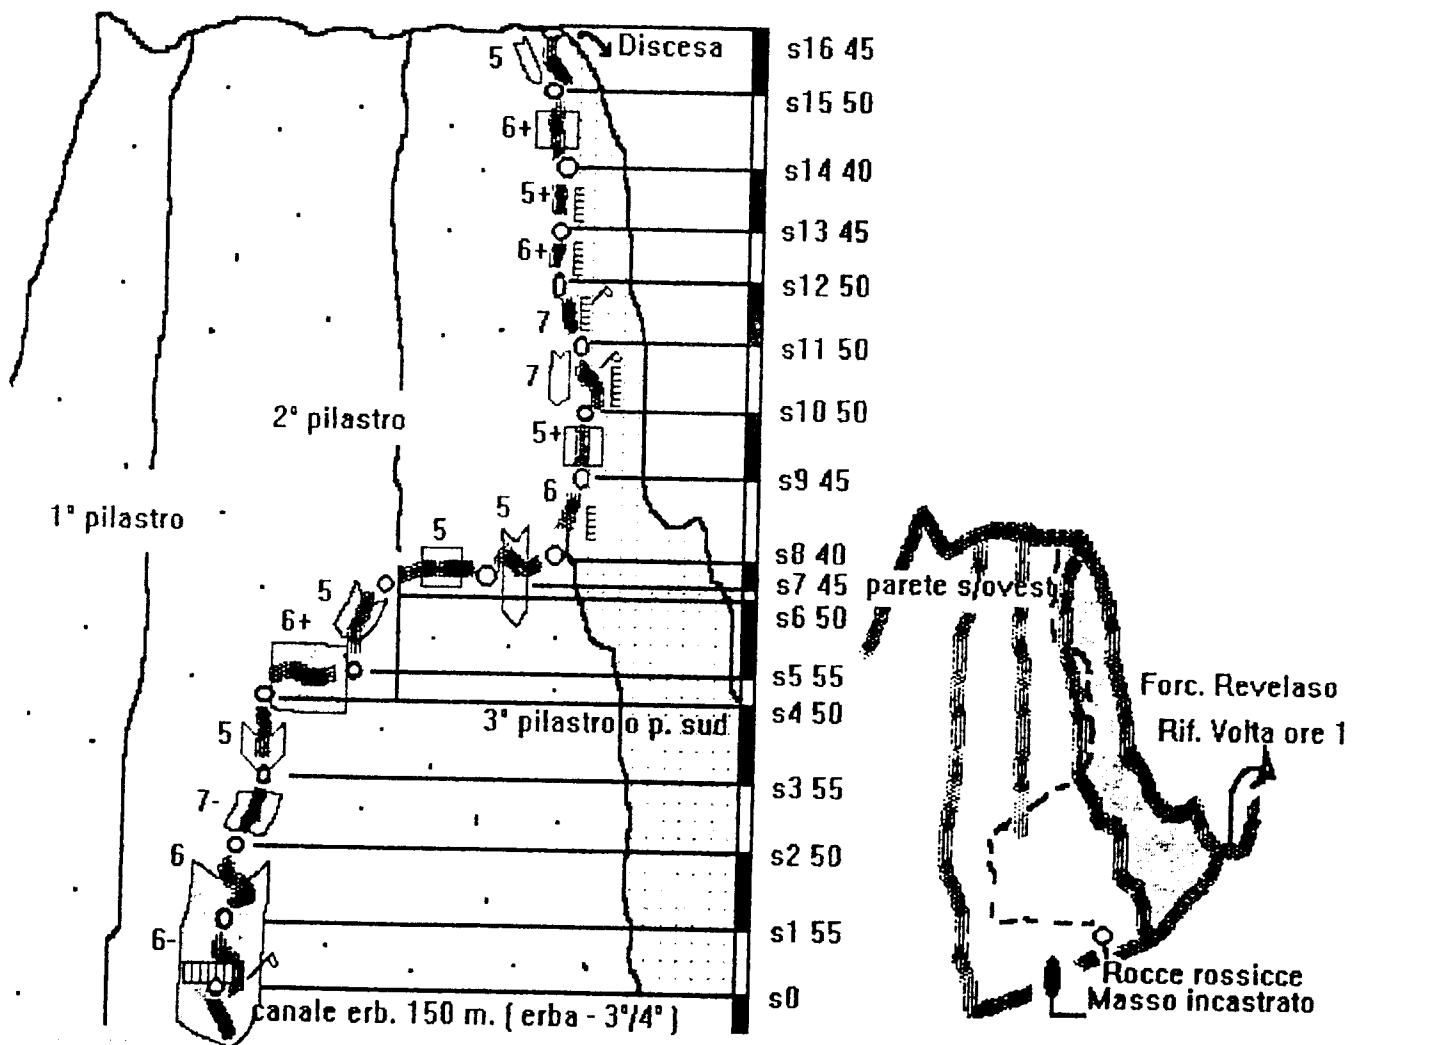 5
Discesa
s16 45
s15 50
6+
s14 40
5+
s13 45
6+
s12 50
7
s11 50
7
s10 50
2° pilastro
5+
s9 45
6
1° pilastro
5
5
s8 40
s7 45
parete s/ovest
5
s6 50
6+
s5 55
Forc. Revelaso
s4 50
3° pilastro o p. sud
Rif. Volta ore 1
5
s3 55
7-
s2 50
6
s1 55
6-
Rocce rossicce
s0
Masso incastrato
canale erb. 150 m. ( erba - 3°/4° )